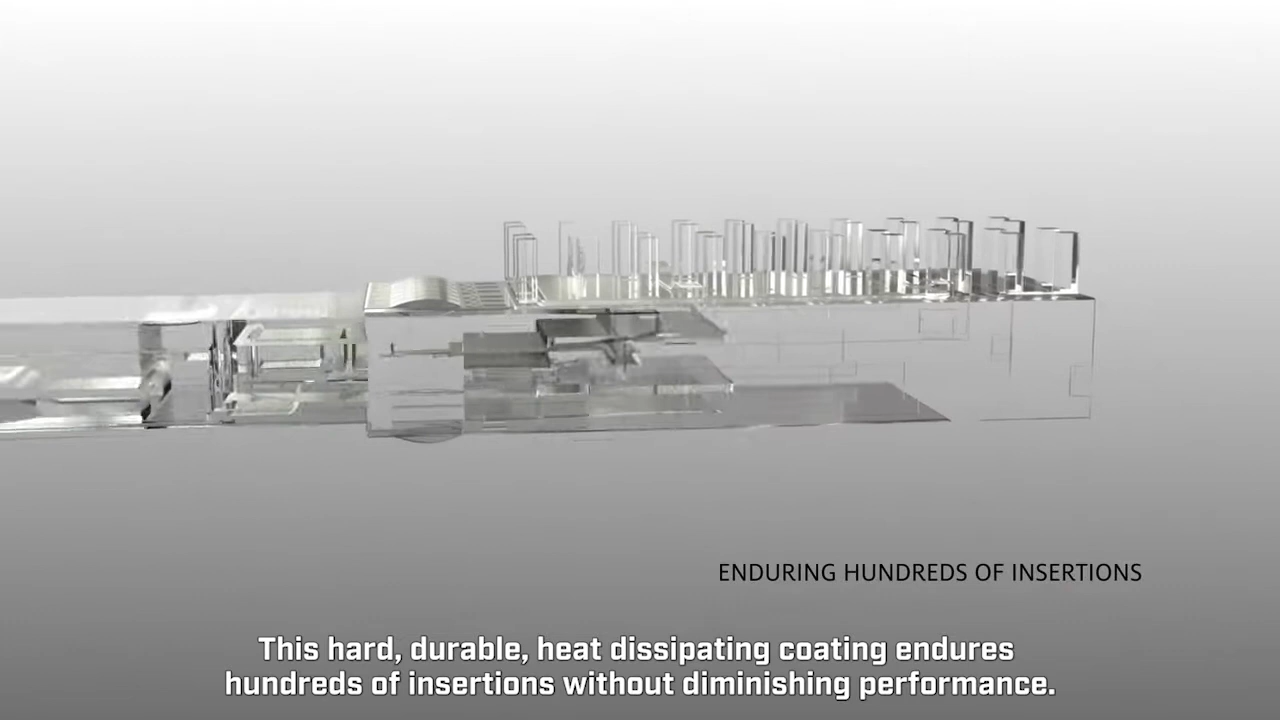 ENDURING HUNDREDS OF INSERTIONS
This hard, durable, heat dissipating coating endures
hundreds of insertions without diminishing performance.